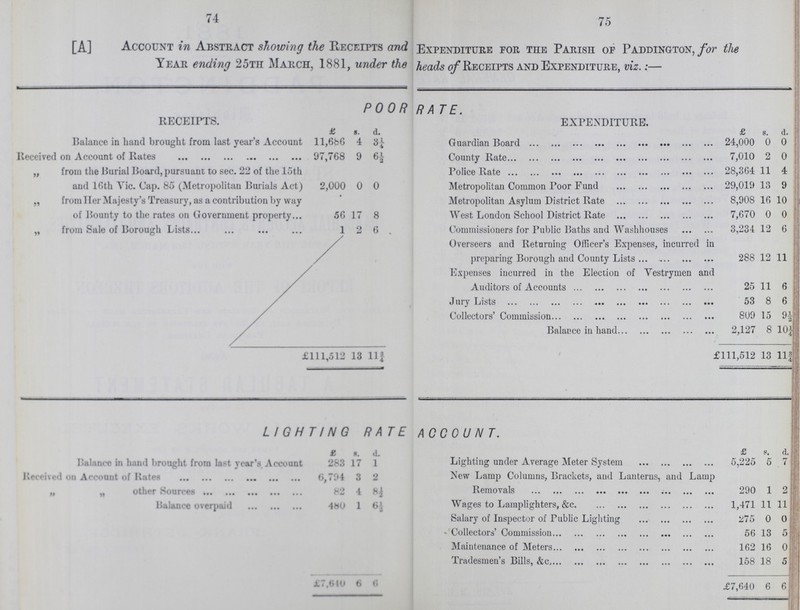 74
75
[A] ACCOUNT in ABSTRACT showing the RECEIPTS and EXPENDITURE FOR THE PARISH OF PADDINGTON, for the
YEAR ending 25TH MARCH, 1881, under the heads of RECEIPTS AND EXPENDITURE, viz. :—
POOR RATE.
RECEIPTS.
£ s. d.
Balance in hand brought from last year's Account 11,686 4 3¼
Received on Account of Rates ... ... ... ... ... ... 97,768 9 6½
„ from the Burial Board, pursuant to sec. 22 of the 15th
and 16th Vic. Cap. 85 (Metropolitan Burials Act) 2,000 0 0
„ from Her Majesty's Treasury, as a contribution by way
of Bounty to the rates on Government property... 56 17 8
„ from Sale of Borough Lists... ... ... ... 1 2 6
£111,512 13 11¾
EXPENDITURE.
£ s. d.
Guardian Board ... ... ... ... ... ... ... ... 24,000 0 0
County Rate... ... ... ... ... ... ... ... ... 7,010 2 0
Police Rate ... ... ... ... ... ... ... ... ... 28,364 11 4
Metropolitan Common Poor Fund ... ... ... ... 29,019 13 9
Metropolitan Asylum District Rate ... ... ... ... 8,908 16 10
West London School District Rate ... ... ... ... 7,670 0 0
Commissioners for Public Baths and Washhouses ... ... 3,234 12 6
Overseers and Returning Officer's Expenses, incurred in
preparing Borough and County Lists ... ... ... ... 288 12 11
Expenses incurred in the Election of Vestrymen and
Auditors of Accounts ... ... ... ... ... ... ... 25 11 6
Jury Lists ... ... ... ... ... ... ... ... ... 53 8 6
Collectors' Commission... ... ... ... ... ... ... 809 15 9½
Balance in hand... ... ... ... ... 2,127 8 10¼
£111,512 13 11¾
LIGHTING RATE ACCOUNT.
£ s. d.
Balance in hand brought from last year's Account 283 17 1
Received on Account of Rates ... ... ... ... ... ... 6,794 3 2
„ „ other Sources ... ... ... ... ... ... 82 4 8½
Balance overpaid ... ... ... 480 1 6½
£7,640 6 6
£ s. d.
Lighting under Average Meter System ... ... ... ... 5,225 5 7
New Lamp Columns, Brackets, and Lanterns, and Lamp
Removals ... ... ... ... ... ... ... ... ... 290 1 2
Wages to Lamplighters, &c. ... ... ... ... ... ... 1,471 11 11
Salary of Inspector of Public Lighting ... ... ... ... 275 0 0
Collectors' Commission... ... ... ... ... ... ... 56 13 5
Maintenance of Meters... ... ... ... ... ... ... 162 16 0
Tradesmen's Bills, &c.... ... ... ... ... ... ... 158 18 5
£7,640 6 6